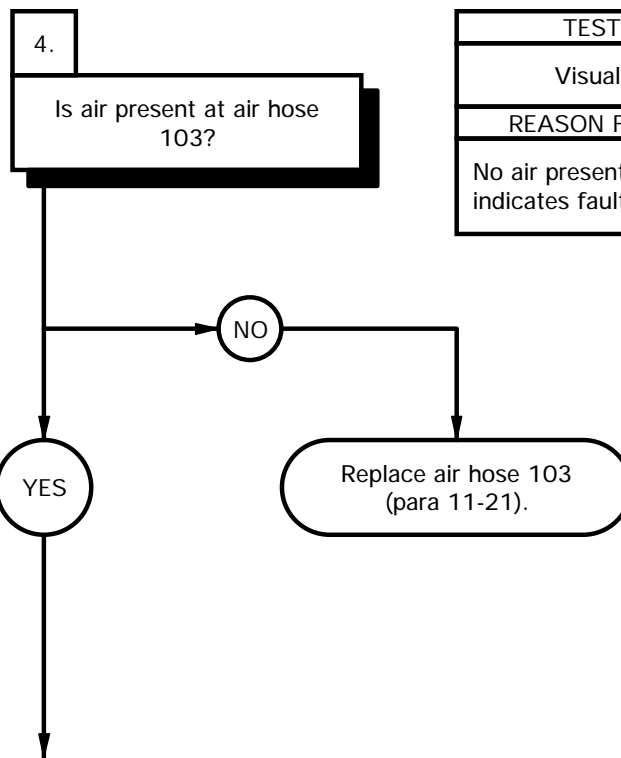 4.
Is air present at air hose
103?
TEST
Visual
REASON
No air present
indicates
NO
YES
Replace air hose 103
(para 11-21).